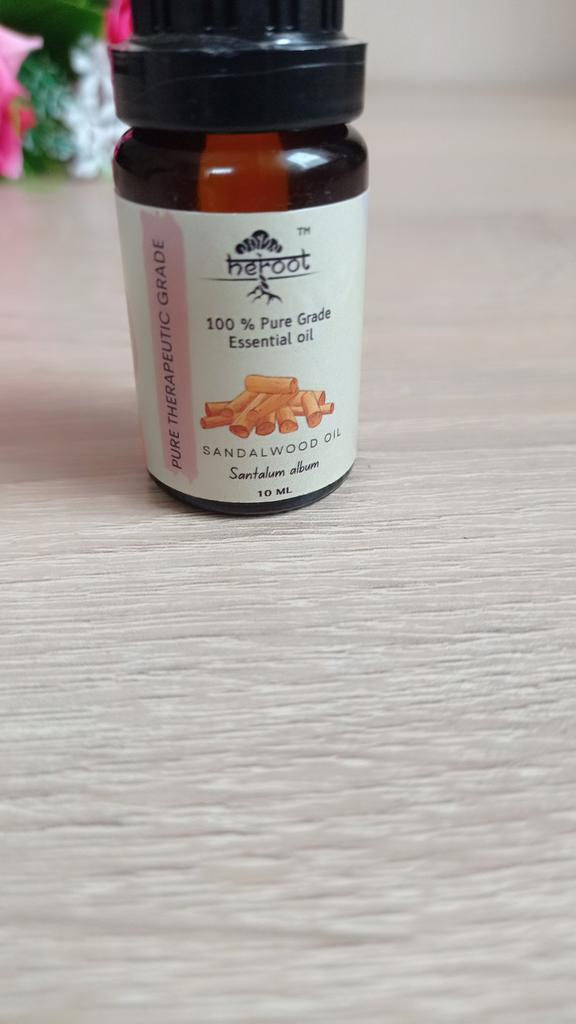 heroot TM
100 % Pure Grade
Essential oil
SANDALWOOD OIL
Santalum album
10 ML
PURE THERAPEUTIC GRADE